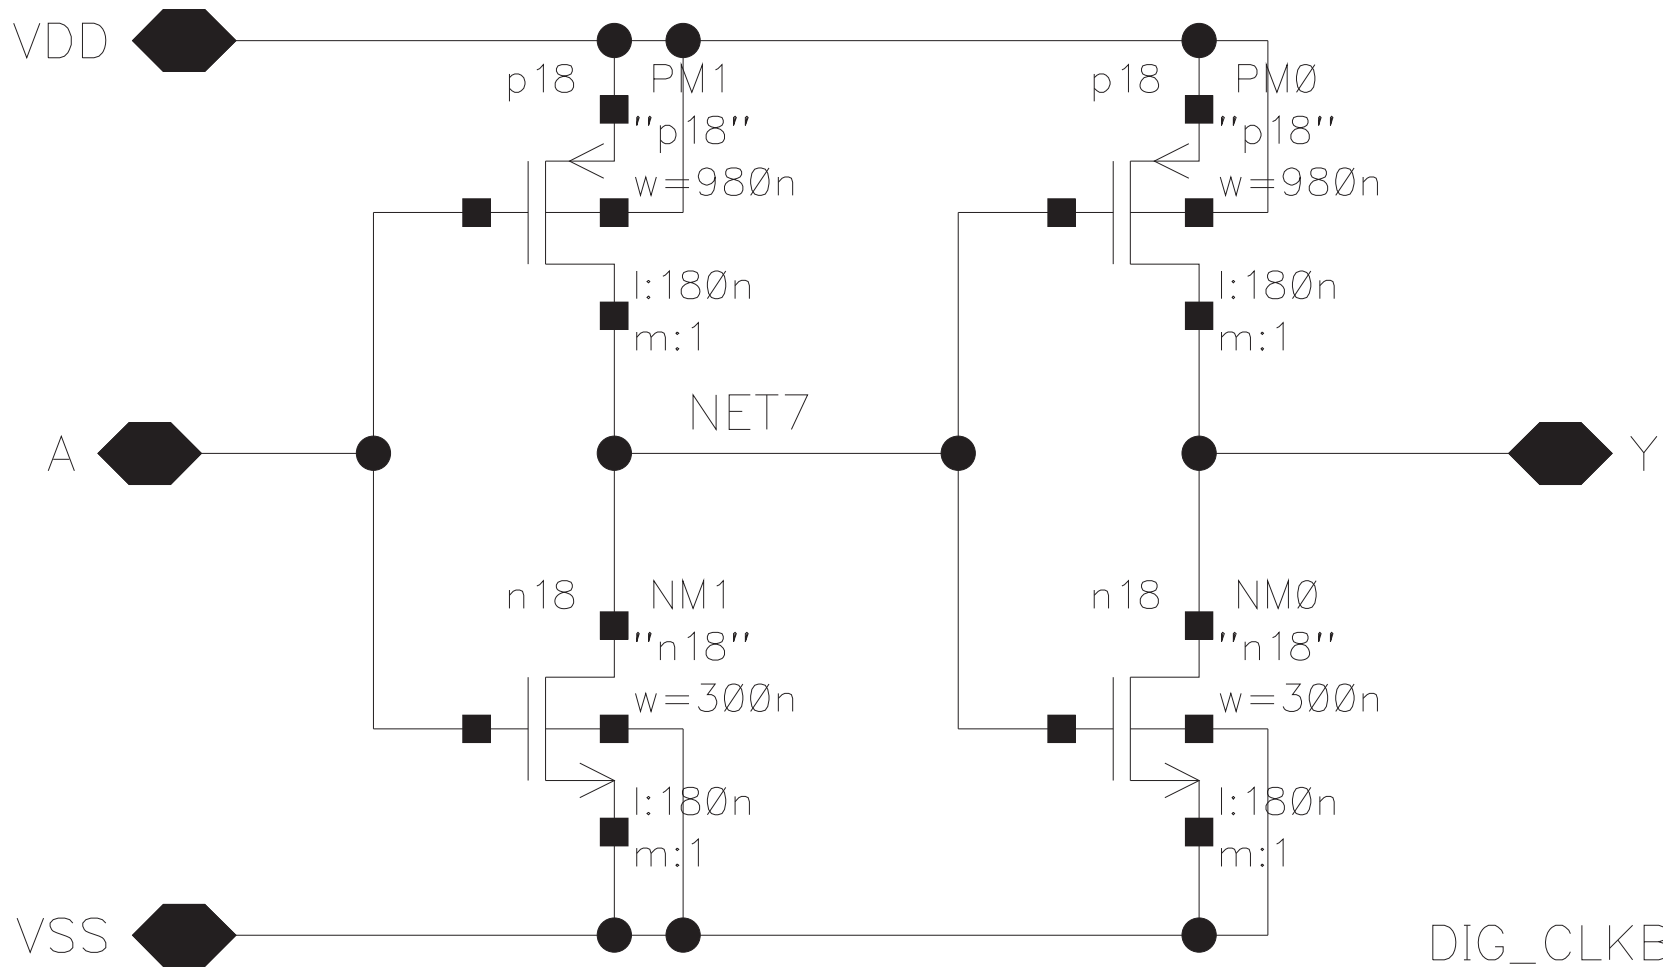 VDD
p18 PM1
"p18"
w=980n
l:180n
m:1
p18 PM0
"p18"
w=980n
l:180n
m:1
A
NET7
Y
n18 NM1
"n18"
w=300n
l:180n
m:1
n18 NM0
"n18"
w=300n
l:180n
m:1
VSS
DIG_CLKB